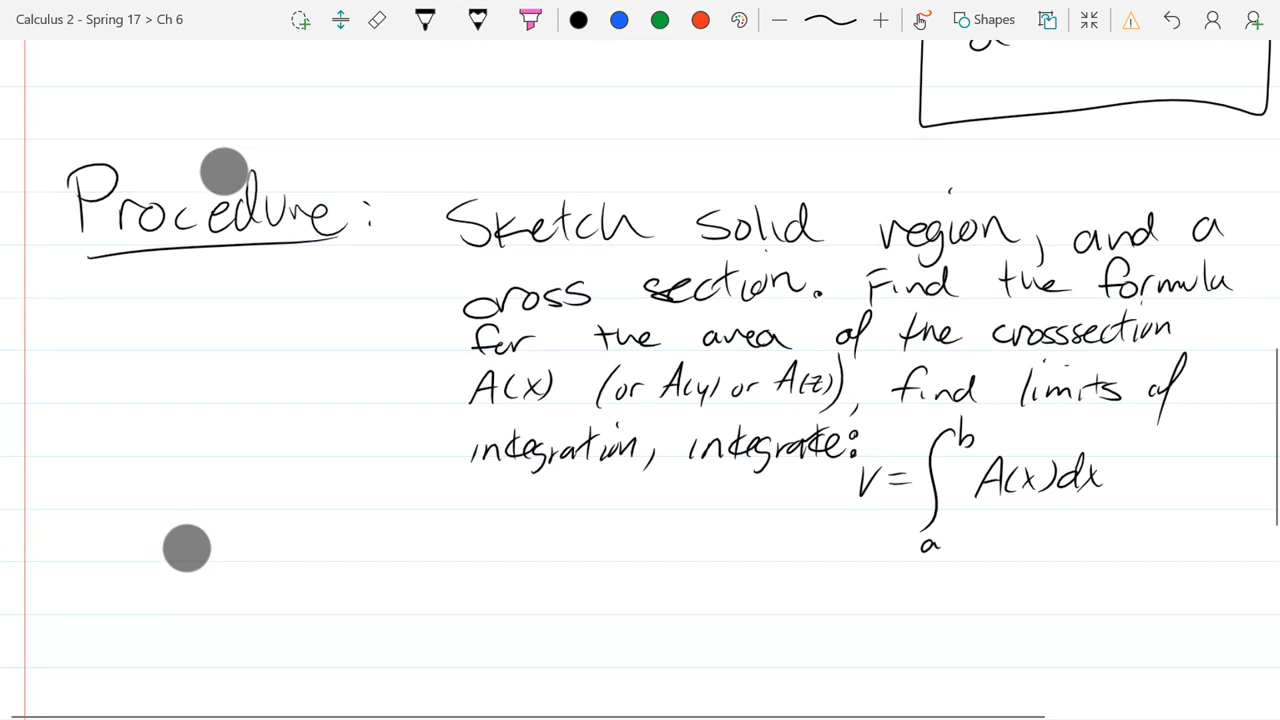 Calculus 2 - Spring 17 > Ch 6
Shapes
Procedure: Sketch solid region, and a
cross section. Find the formula
for the area of the crosssection
A(x) (or A(y) or A(z)), find limits of
integration, integrate:
V = ∫ₐᵇ A(x)dx